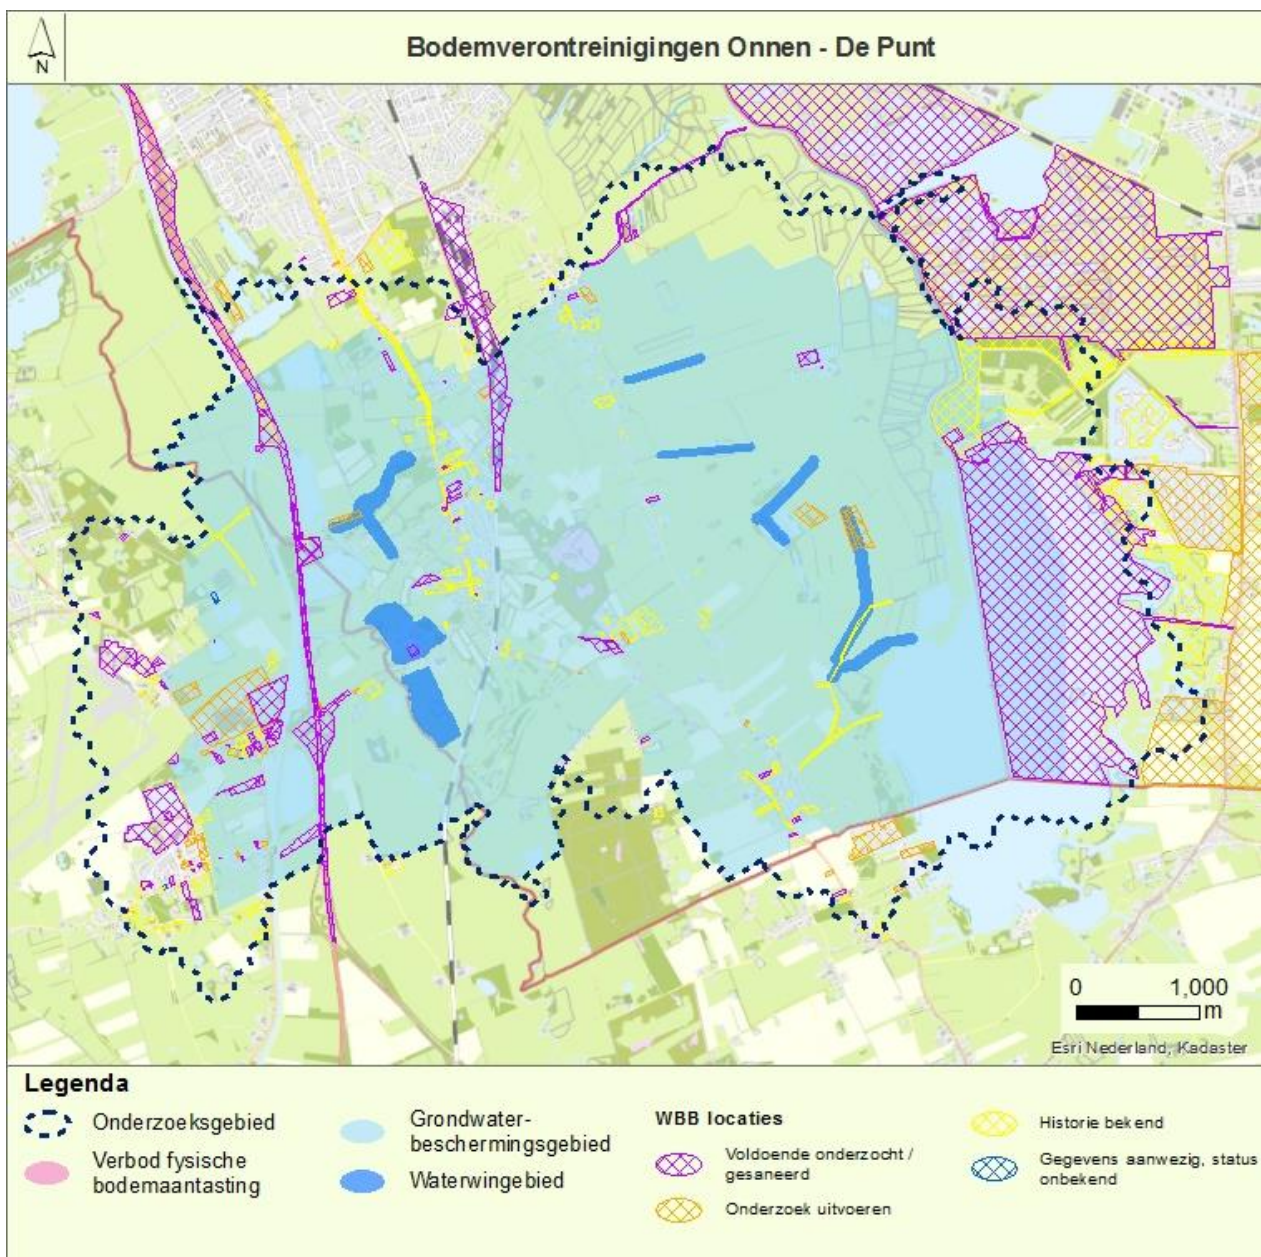 N
Bodemverontreinigingen Onnen - De Punt
0 1,000
m
Esri Nederland, Kadaster
Legenda
Onderzoeksgebied
Verbod fysische
bodemaantasting
Grondwater-
beschermingsgebied
Waterwingebied
WBB locaties
Voldoende onderzocht /
gesaneerd
Onderzoek uitvoeren
Historie bekend
Gegevens aanwezig, status
onbekend